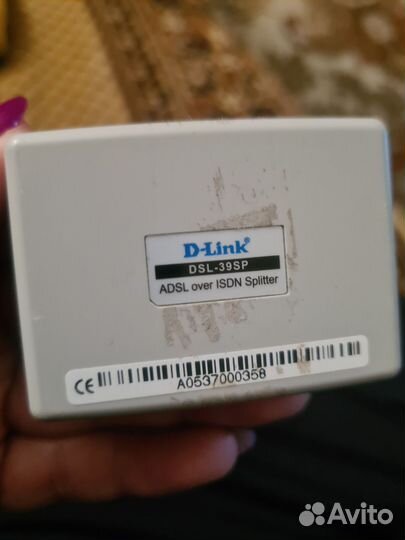 D-Link®
DSL-39SP
ADSL over ISDN Splitter
CE
A0537000358
Avito